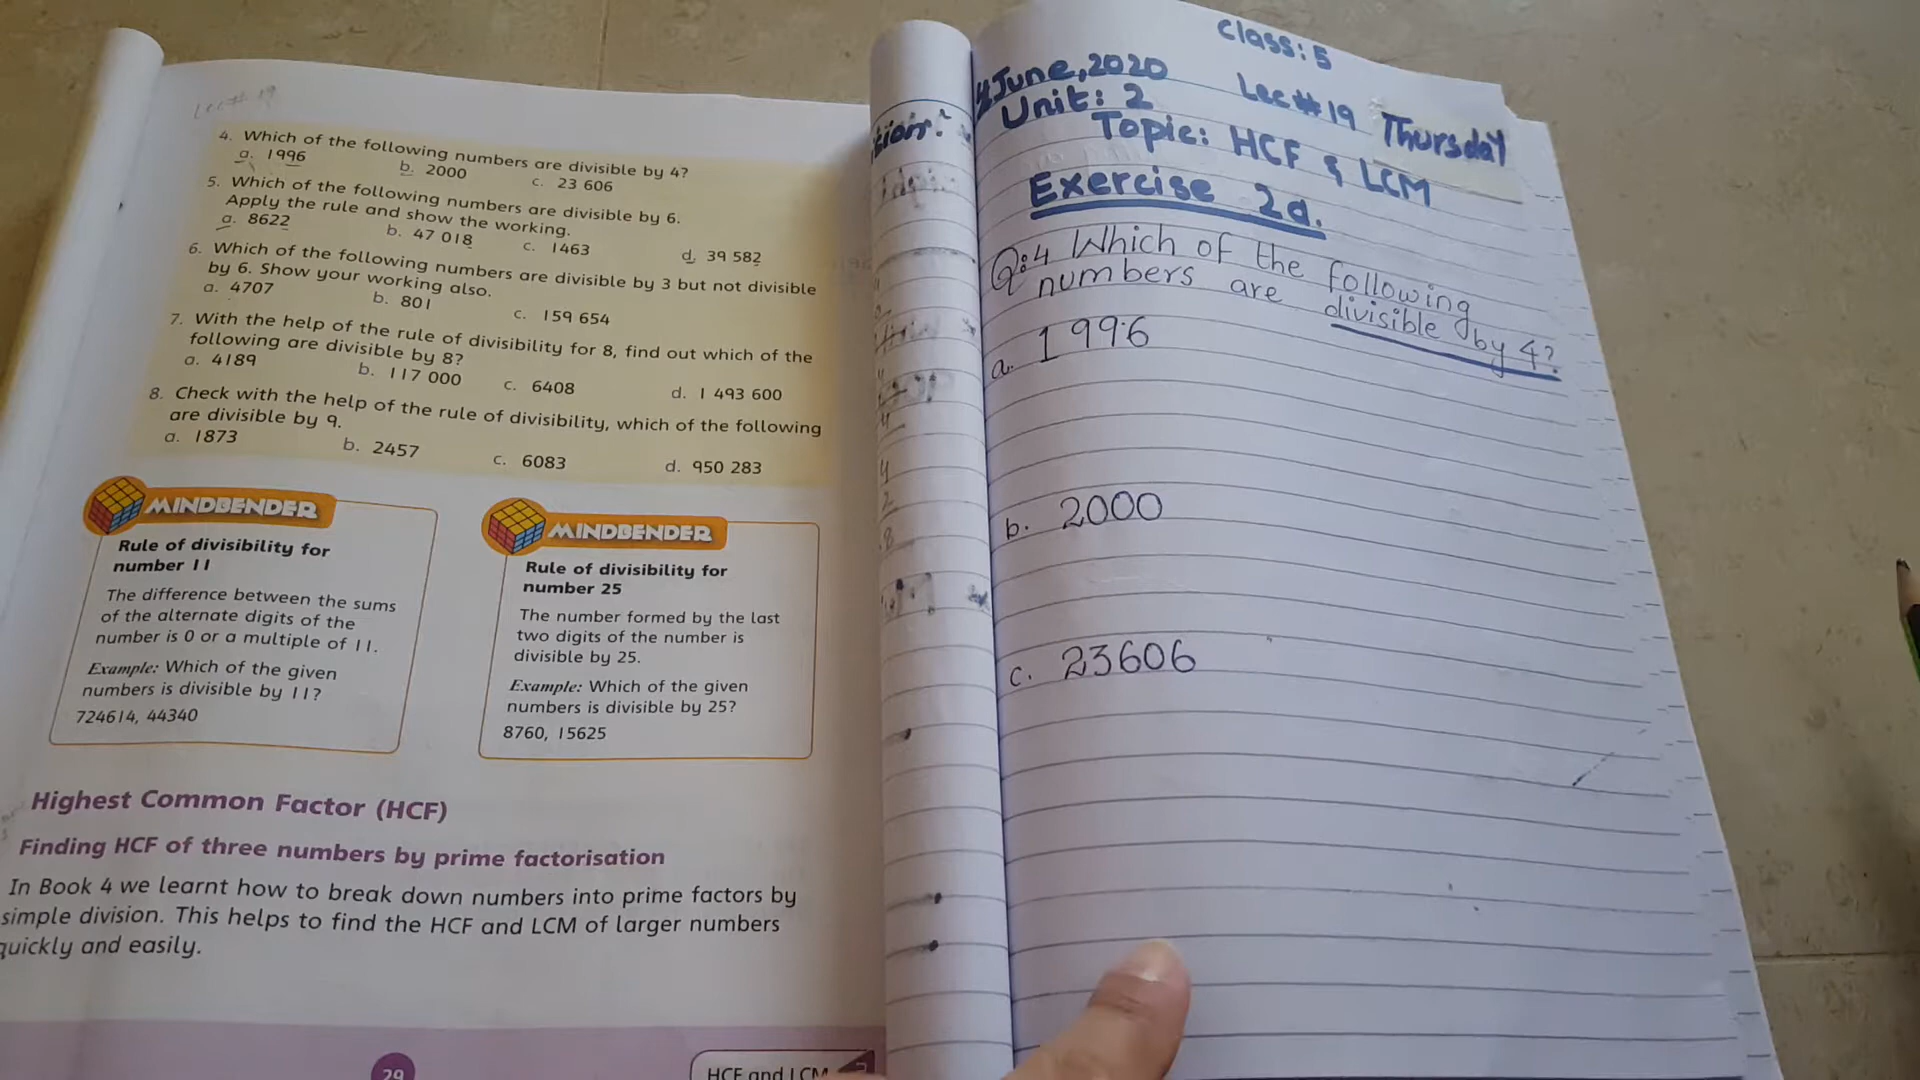 Lec# 19
4. Which of the following numbers are divisible by 4?
a. 1996 b. 2000 c. 23 606
5. Which of the following numbers are divisible by 6.
Apply the rule and show the working.
a. 8622 b. 47 018 c. 1463 d. 39 582
6. Which of the following numbers are divisible by 3 but not divisible
by 6. Show your working also.
a. 4707 b. 801 c. 159 654
7. With the help of the rule of divisibility for 8, find out which of the
following are divisible by 8?
a. 4189 b. 117 000 c. 6408 d. 1 493 600
8. Check with the help of the rule of divisibility, which of the following
are divisible by 9.
a. 1873 b. 2457 c. 6083 d. 950 283
MINDBENDER
Rule of divisibility for
number 11
The difference between the sums
of the alternate digits of the
number is 0 or a multiple of 11.
Example: Which of the given
numbers is divisible by 11?
724614, 44340
MINDBENDER
Rule of divisibility for
number 25
The number formed by the last
two digits of the number is
divisible by 25.
Example: Which of the given
numbers is divisible by 25?
8760, 15625
Highest Common Factor (HCF)
Finding HCF of three numbers by prime factorisation
In Book 4 we learnt how to break down numbers into prime factors by
simple division. This helps to find the HCF and LCM of larger numbers
quickly and easily.
29
HCF and LCM
Class: 5
4 June, 2020 Lec# 19 Thursday
Unit: 2
Topic: HCF & LCM
Exercise 2d.
Q:4 Which of the following
numbers are divisible by 4?
a. 1996
b. 2000
c. 23606